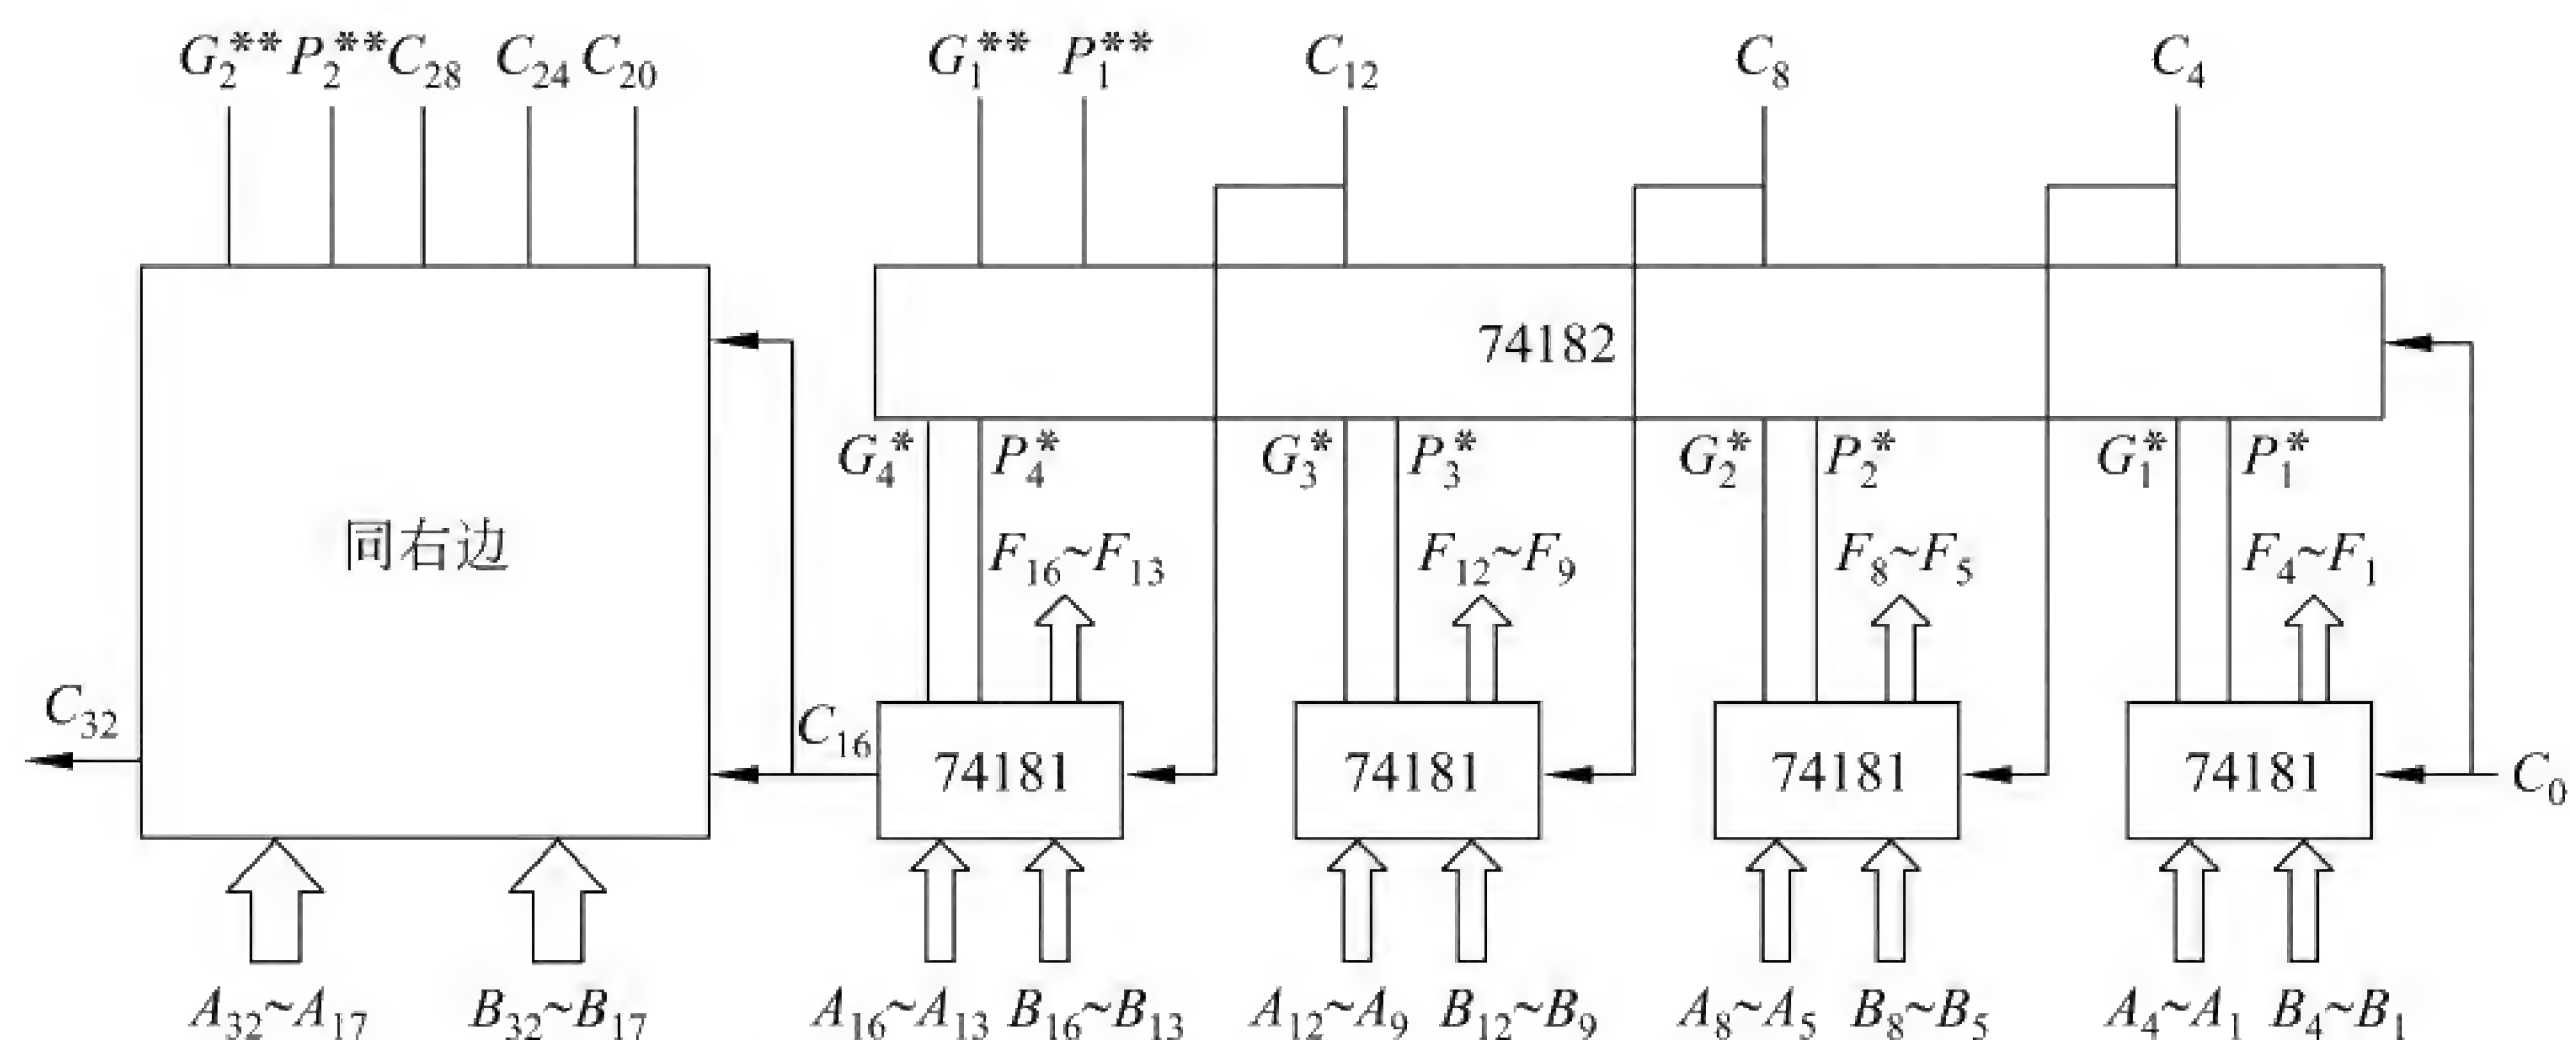 G₂** P₂** C₂₈ C₂₄ C₂₀ G₁** P₁** C₁₂ C₈ C₄
74182
G₄* P₄* G₃* P₃* G₂* P₂* G₁* P₁*
同右边
F₁₆~F₁₃ F₁₂~F₉ F₈~F₅ F₄~F₁
C₃₂ C₁₆ 74181 74181 74181 74181 C₀
A₃₂~A₁₇ B₃₂~B₁₇ A₁₆~A₁₃ B₁₆~B₁₃ A₁₂~A₉ B₁₂~B₉ A₈~A₅ B₈~B₅ A₄~A₁ B₄~B₁